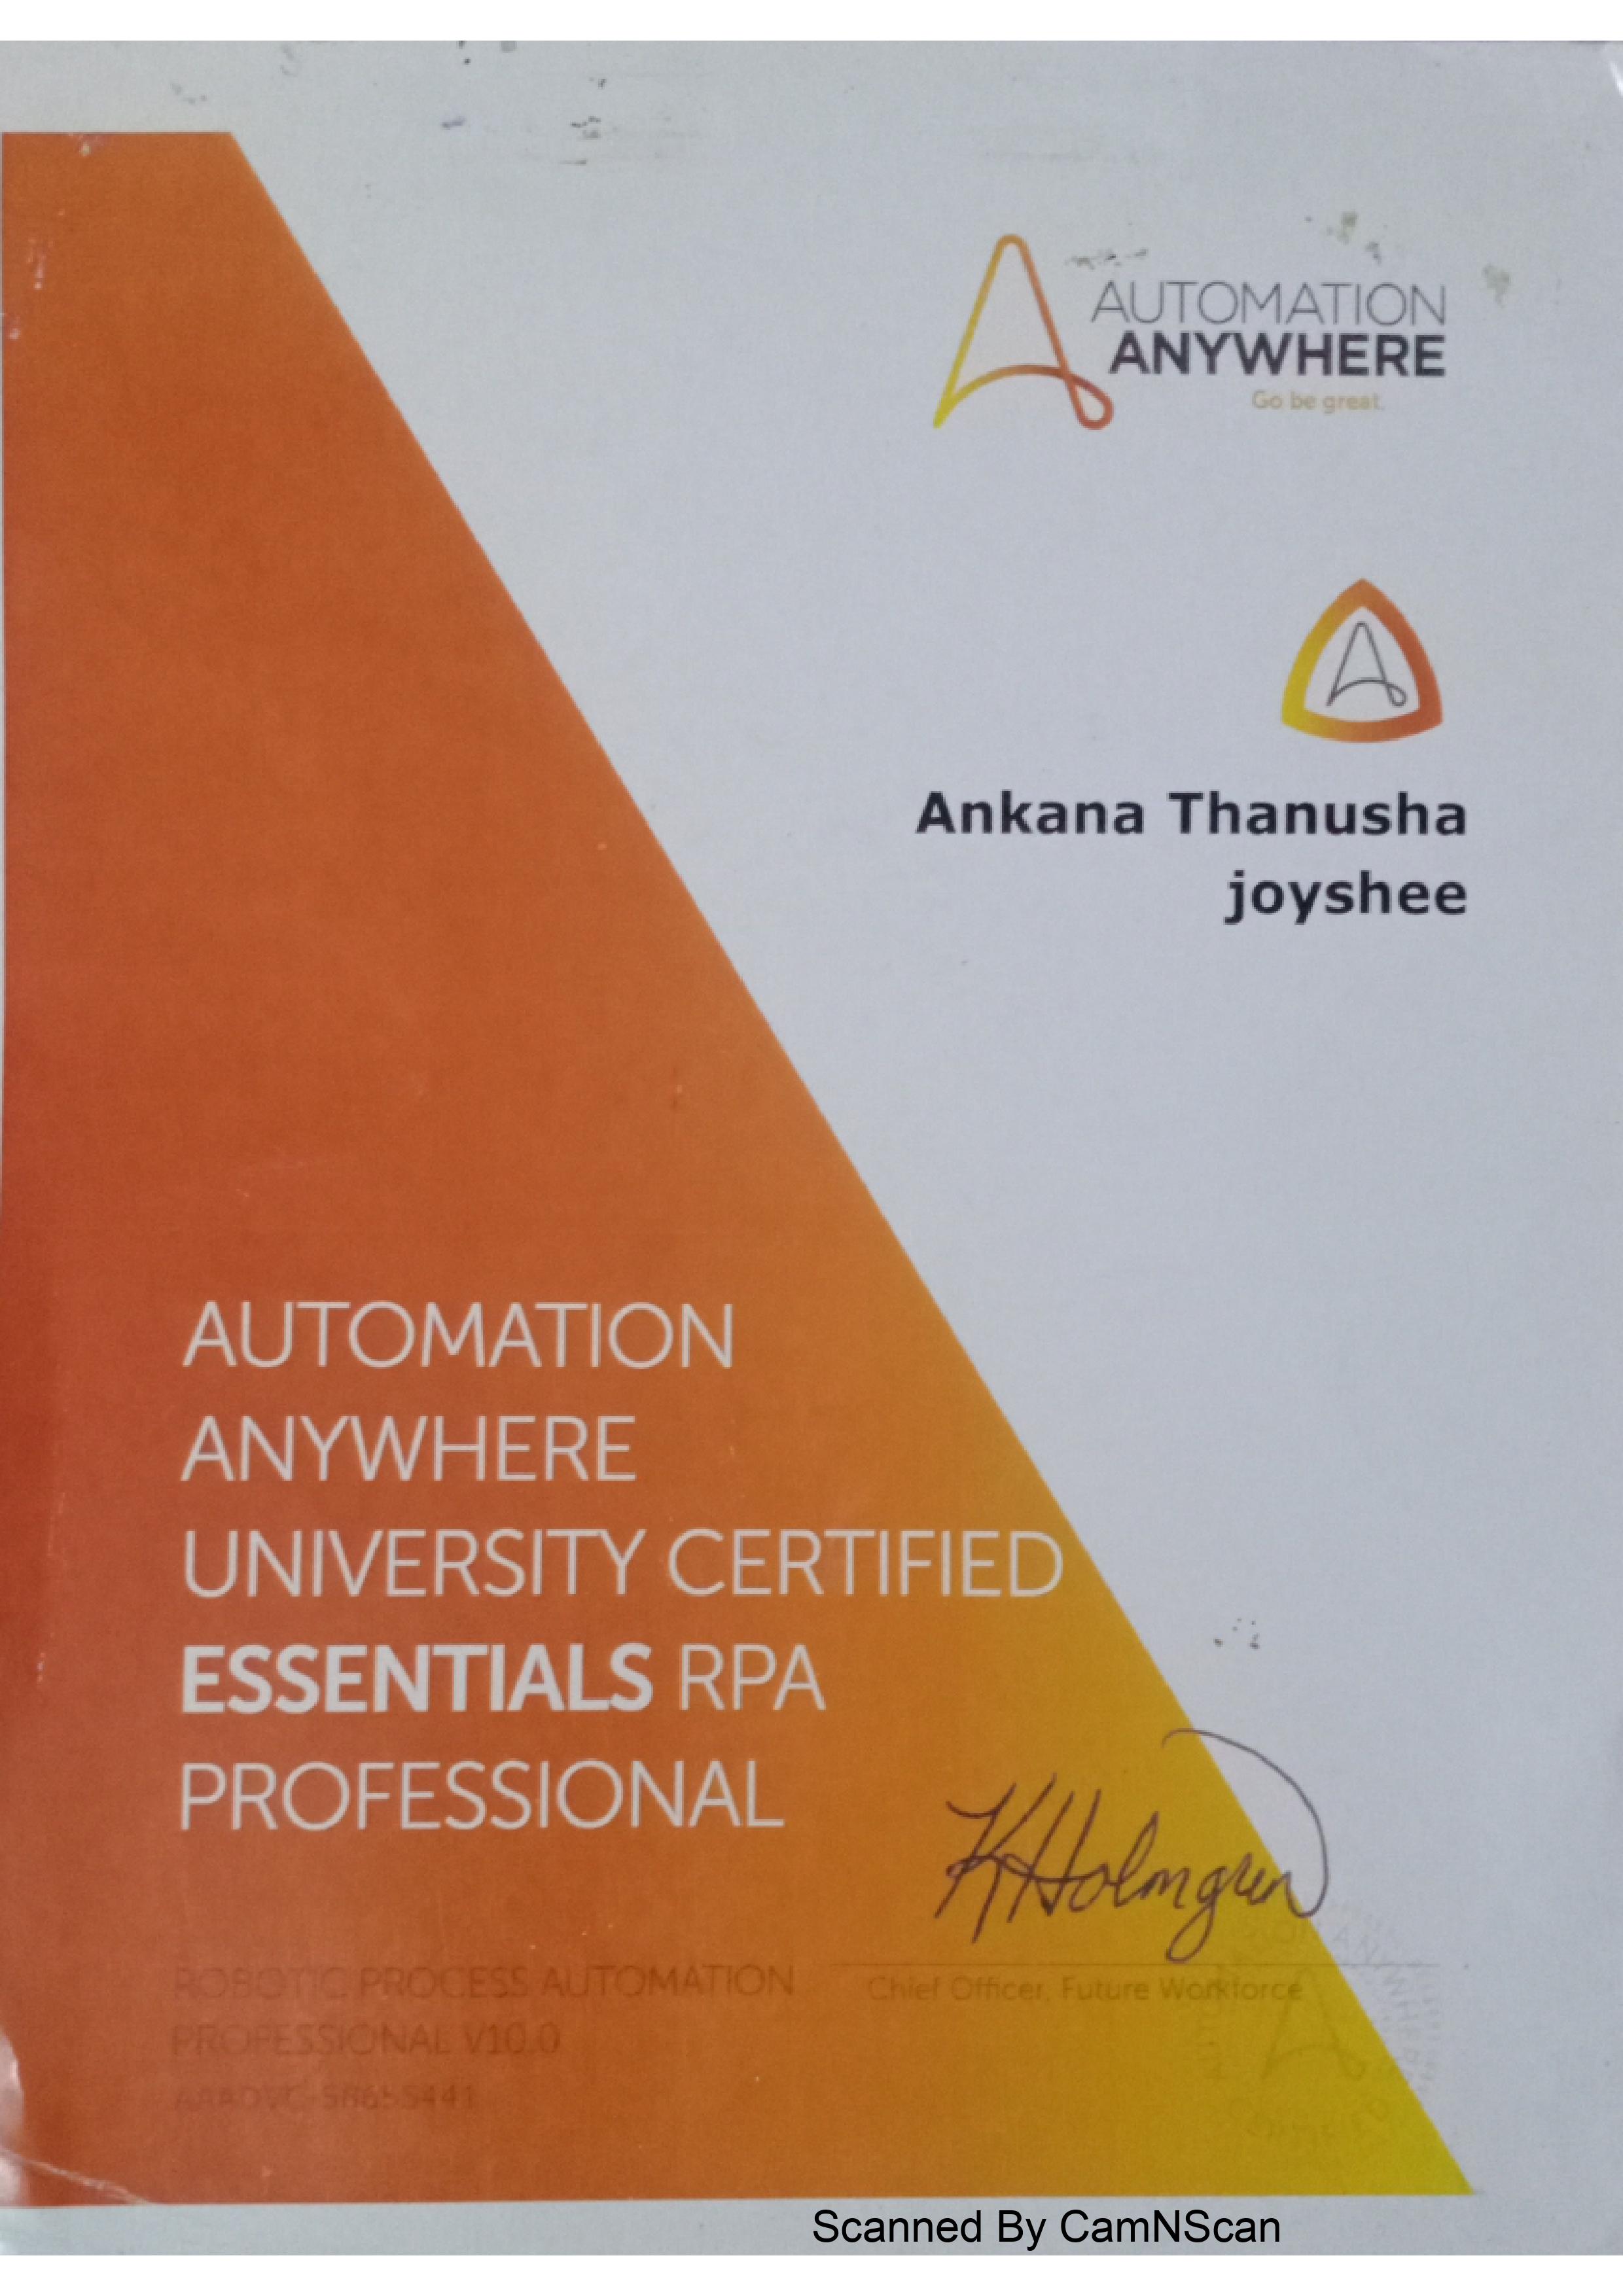 AUTOMATION
ANYWHERE
Go be great.
Ankana Thanusha
joyshee
AUTOMATION
ANYWHERE
UNIVERSITY CERTIFIED
ESSENTIALS RPA
PROFESSIONAL
KHolmgren
ROBOTIC PROCESS AUTOMATION
PROFESSIONAL V10.0
Chief Officer, Future Workforce
Scanned By CamNScan